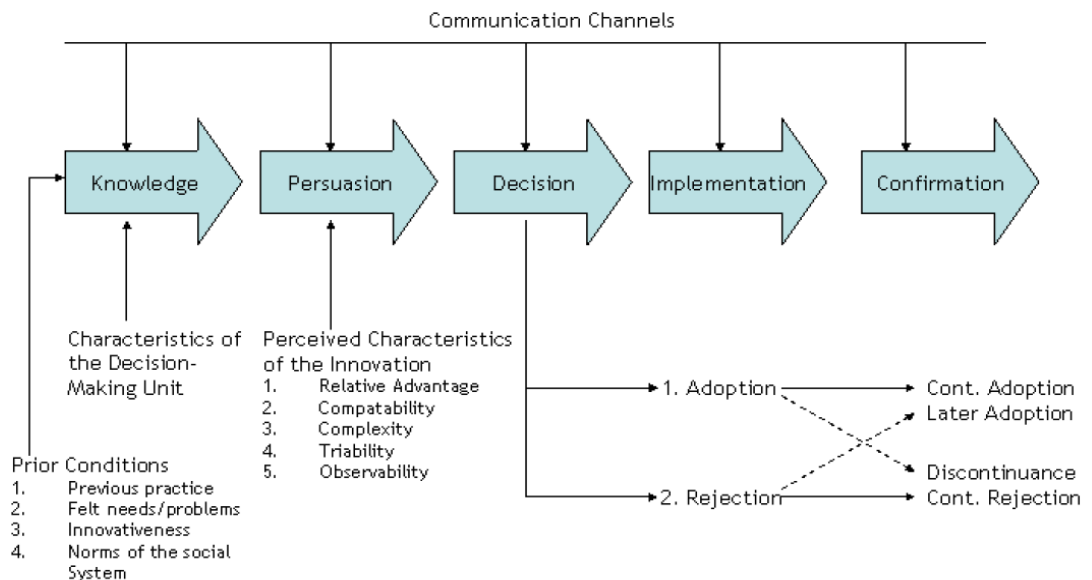 Communication Channels
Knowledge
Persuasion
Decision
Implementation
Confirmation
Characteristics of
the Decision-
Making Unit
Perceived Characteristics
of the Innovation
1. Relative Advantage
2. Compatability
3. Complexity
4. Triability
5. Observability
1. Adoption
Cont. Adoption
Later Adoption
Discontinuance
2. Rejection
Cont. Rejection
Prior Conditions
1. Previous practice
2. Felt needs/problems
3. Innovativeness
4. Norms of the social
System